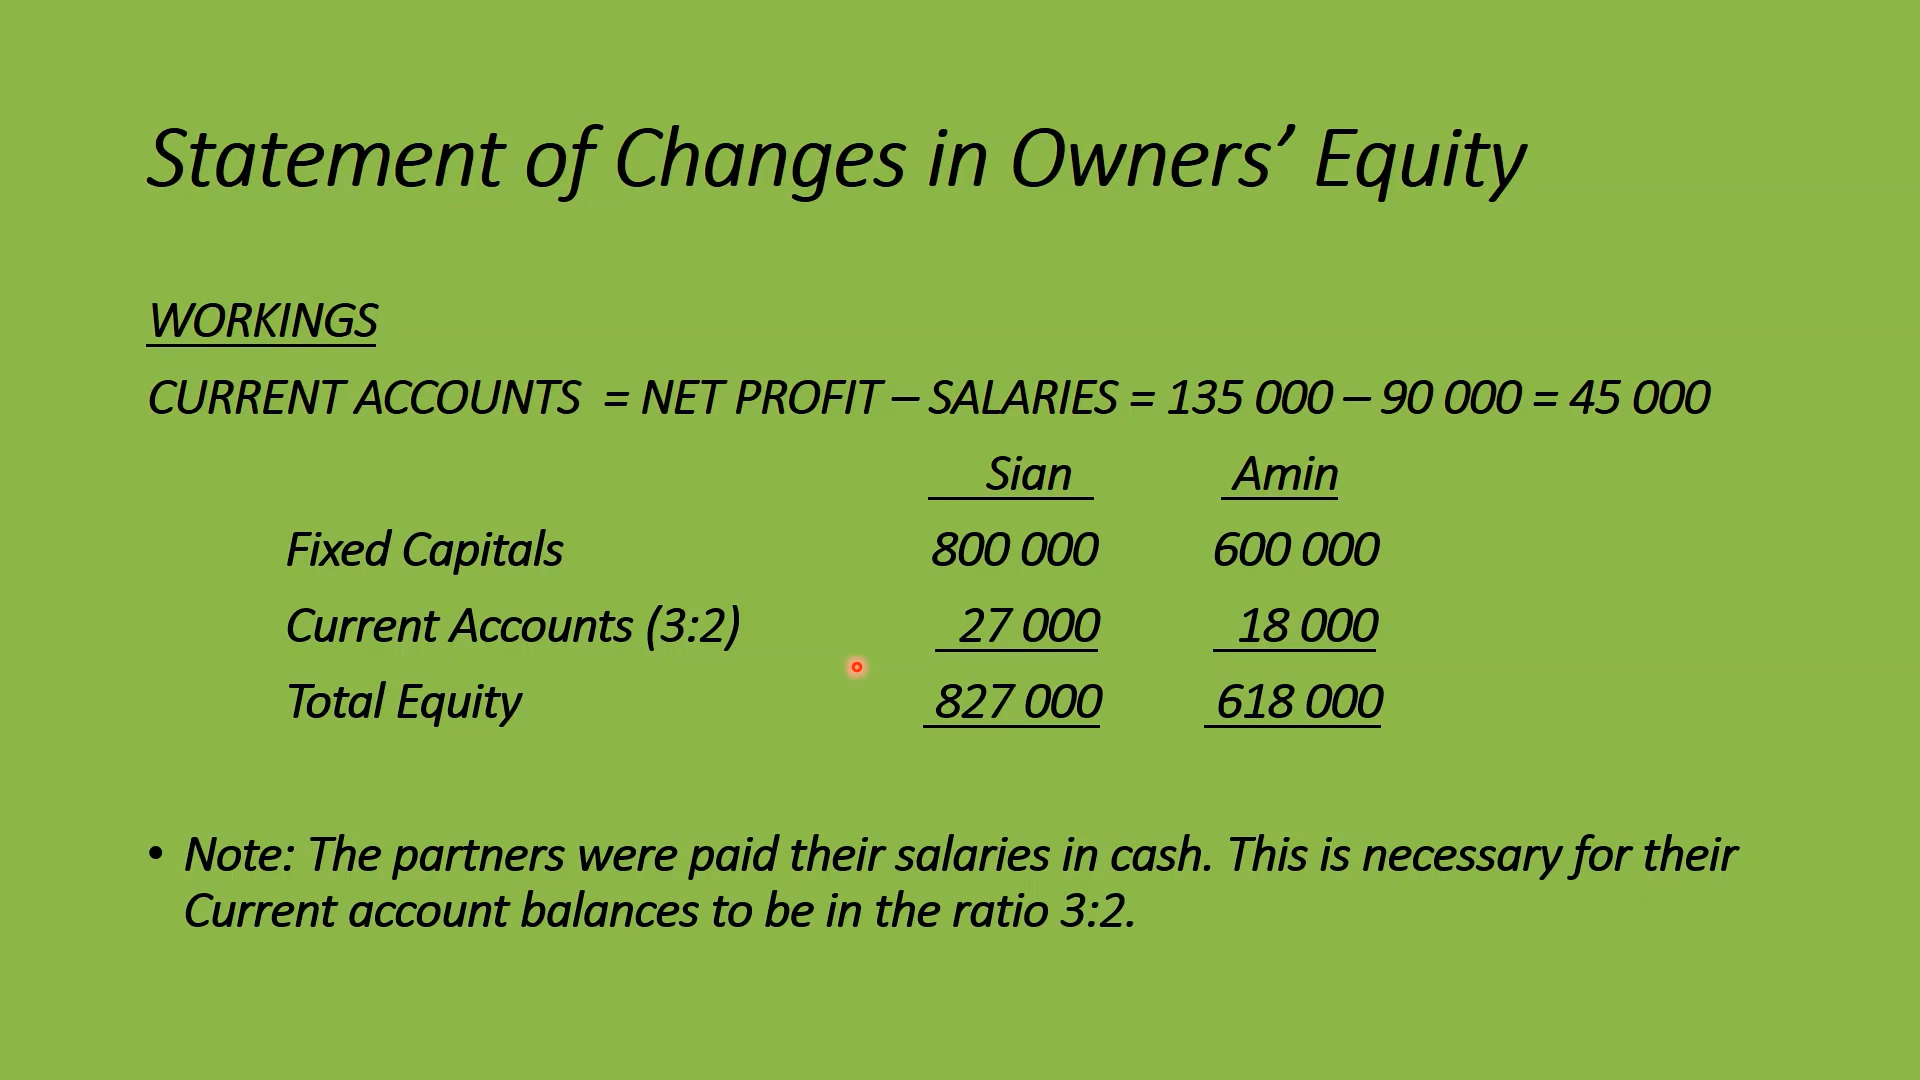 Statement of Changes in Owners’ Equity
WORKINGS
CURRENT ACCOUNTS = NET PROFIT – SALARIES = 135 000 – 90 000 = 45 000
Sian Amin
Fixed Capitals 800 000 600 000
Current Accounts (3:2) 27 000 18 000
Total Equity 827 000 618 000
• Note: The partners were paid their salaries in cash. This is necessary for their
Current account balances to be in the ratio 3:2.